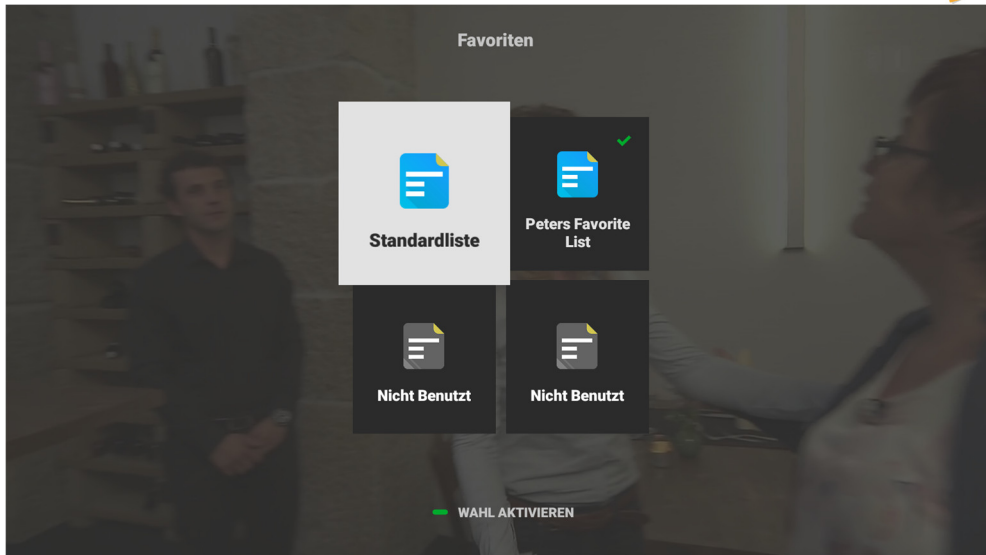 Favoriten
Standardliste
Peters Favorite
List
Nicht Benutzt
Nicht Benutzt
WAHL AKTIVIEREN